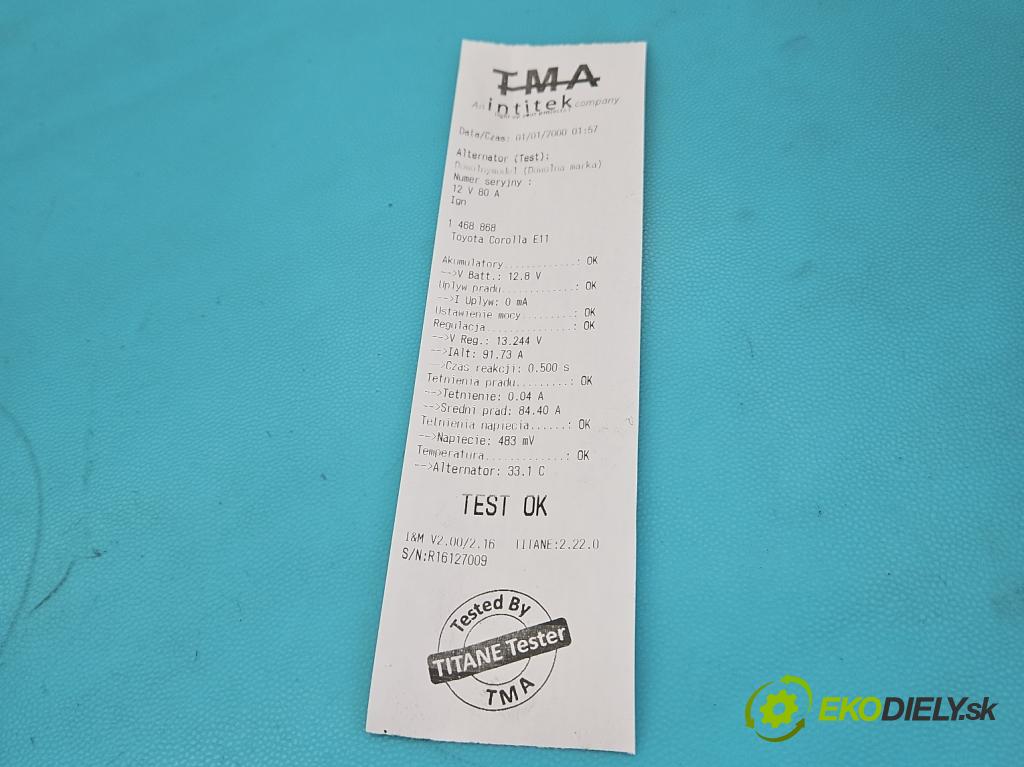 TMA
An intitek company
Data/Czas: 01/01/2000 01:57
Alternator (Test):
Dowolnymodel (Dowolna marka)
Numer seryjny :
12 V 80 A
Ign
1 468 868
Toyota Corolla E11
Akumulatory............: OK
-->V Batt.: 12.8 V
Uplyw pradu............: OK
-->I Uplyw: 0 mA
Ustawienie mocy........: OK
Regulacja..............: OK
-->V Reg.: 13.244 V
-->IAlt: 91.73 A
-->Czas reakcji: 0.500 s
Tetnienia pradu.........: OK
-->Tetnienie: 0.04 A
-->Sredni prad: 84.40 A
Tetnienia napiecia......: OK
-->Napiecie: 483 mV
Temperatura.............: OK
-->Alternator: 33.1 C
TEST OK
I&M V2.00/2.16 TITANE:2.22.0
S/N:R16127009
Tested By
TITANE Tester
TMA
EKODIELY.sk